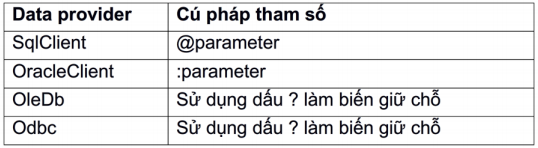 Data provider Cú pháp tham số
SqlClient @parameter
OracleClient :parameter
OleDb Sử dụng dấu ? làm biến giữ chỗ
Odbc Sử dụng dấu ? làm biến giữ chỗ